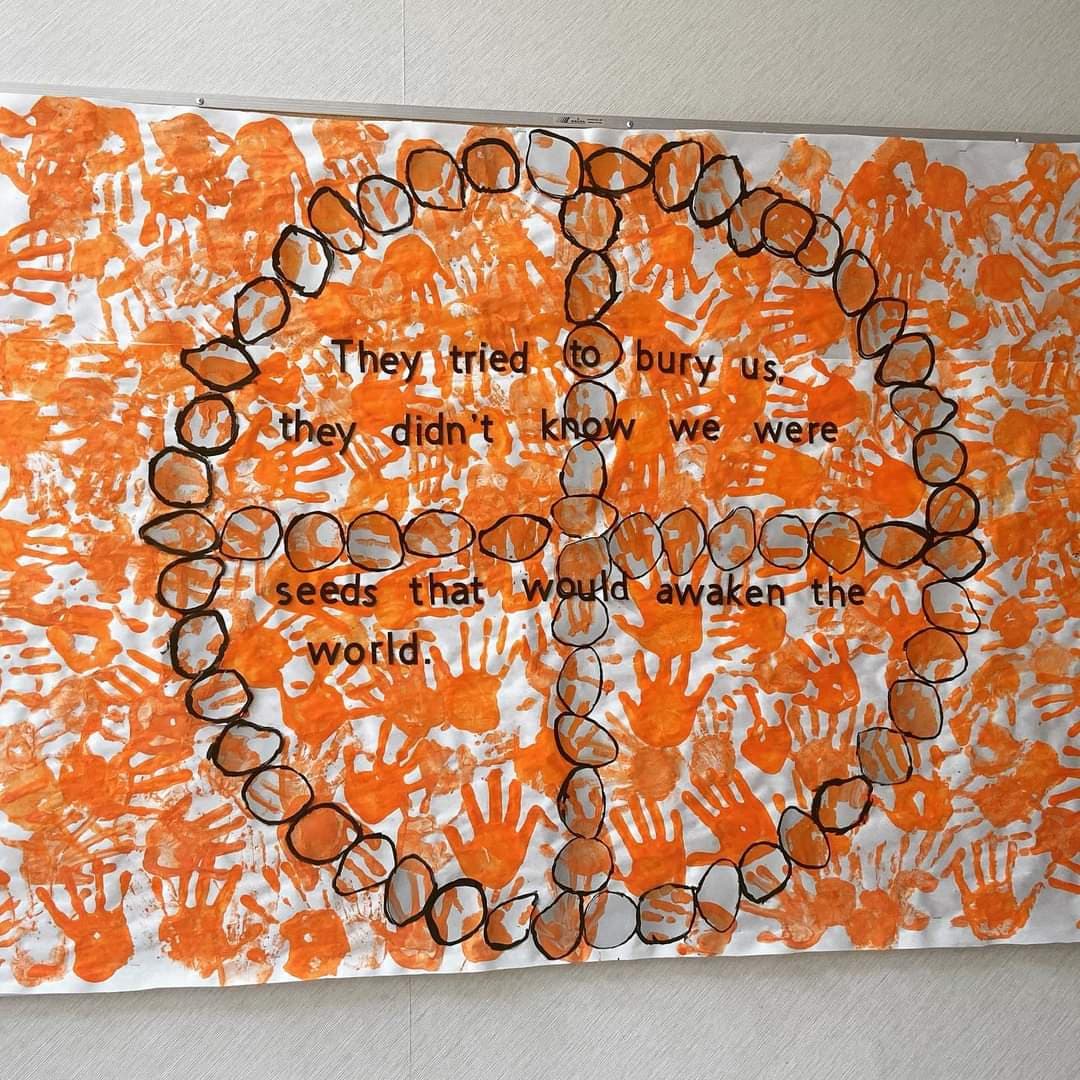 They tried to bury us,
they didn't know we were
seeds that would awaken the
world.